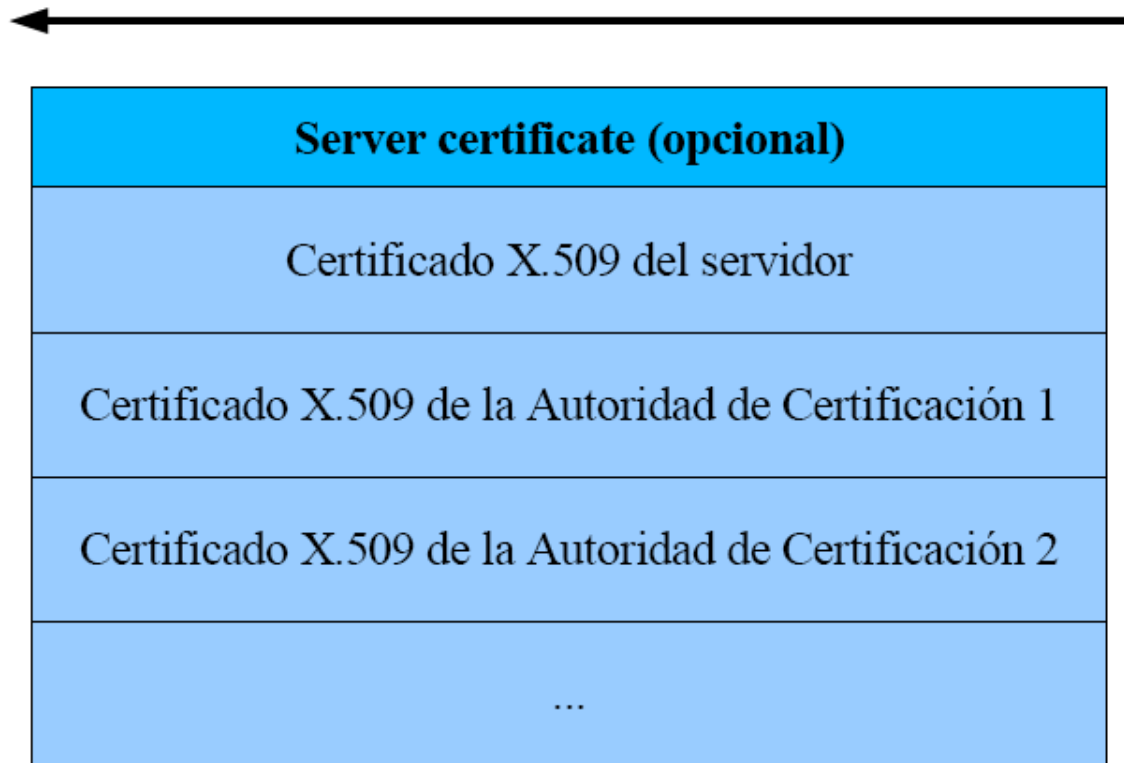 Server certificate (opcional)
Certificado X.509 del servidor
Certificado X.509 de la Autoridad de Certificación 1
Certificado X.509 de la Autoridad de Certificación 2
...